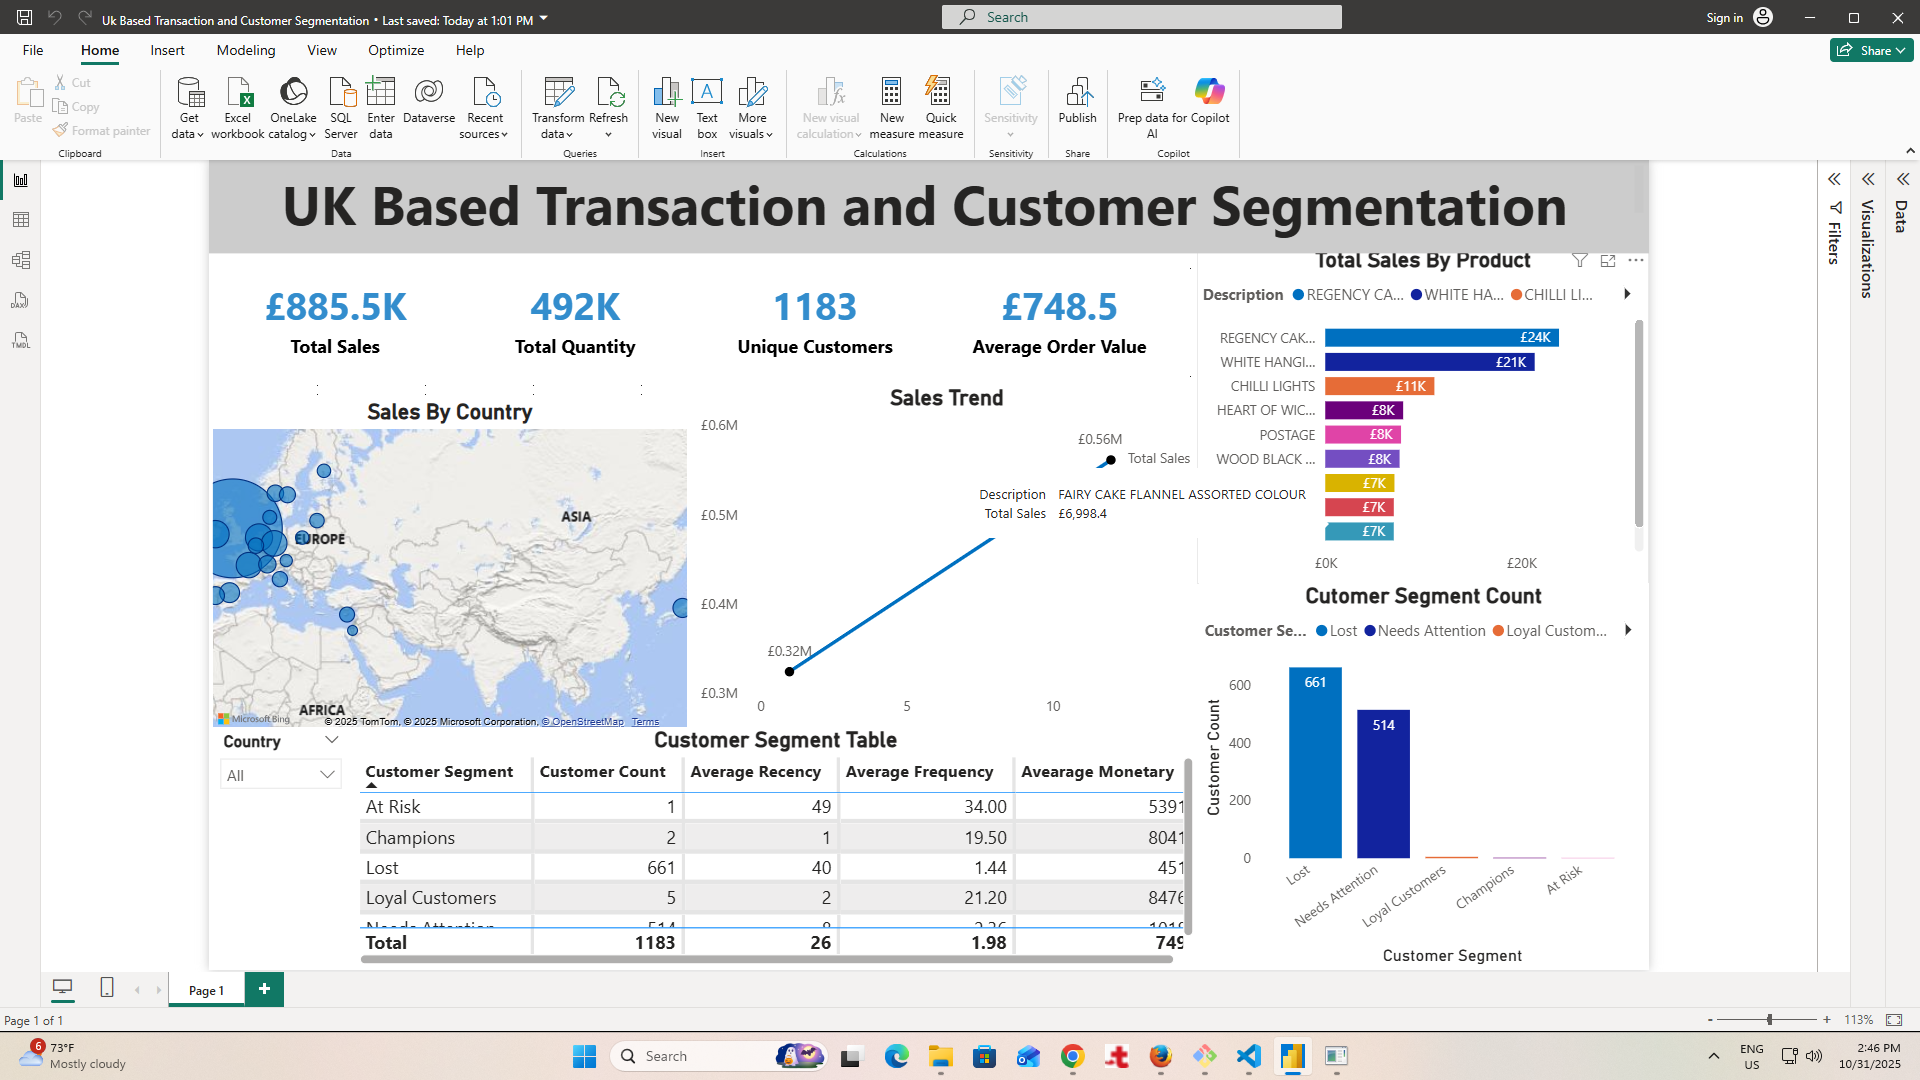 Uk Based Transaction and Customer Segmentation • Last saved: Today at 1:01 PM
Search
Sign in
File Home Insert Modeling View Optimize Help
Share
Paste
Cut
Copy
Format painter
Clipboard
Get data
Excel workbook
OneLake catalog
SQL Server
Enter data
Dataverse
Recent sources
Data
Transform data
Refresh
Queries
New visual
Text box
More visuals
Insert
New visual calculation
New measure
Quick measure
Calculations
Sensitivity
Sensitivity
Publish
Share
Prep data for AI
Copilot
Copilot
UK Based Transaction and Customer Segmentation
£885.5K
Total Sales
492K
Total Quantity
1183
Unique Customers
£748.5
Average Order Value
Sales By Country
ASIA
EUROPE
AFRICA
Microsoft Bing
© 2025 TomTom, © 2025 Microsoft Corporation, © OpenStreetMap Terms
Sales Trend
£0.6M
£0.5M
£0.4M
£0.3M
£0.56M
Total Sales
£0.32M
0 5 10
Description FAIRY CAKE FLANNEL ASSORTED COLOUR
Total Sales £6,998.4
Total Sales By Product
Description REGENCY CA... WHITE HA... CHILLI LI...
REGENCY CAK... £24K
WHITE HANGI... £21K
CHILLI LIGHTS £11K
HEART OF WIC... £8K
POSTAGE £8K
WOOD BLACK ... £8K
£7K
£7K
£7K
£0K £20K
Cutomer Segment Count
Customer Se... Lost Needs Attention Loyal Custom...
Customer Count
600
400
200
0
661
514
Lost
Needs Attention
Loyal Customers
Champions
At Risk
Customer Segment
Country
All
Customer Segment Table
Customer Segment Customer Count Average Recency Average Frequency Avearage Monetary
At Risk 1 49 34.00 5391
Champions 2 1 19.50 8041
Lost 661 40 1.44 451
Loyal Customers 5 2 21.20 8476
Total 1183 26 1.98 749
Filters
Visualizations
Data
Page 1
Page 1 of 1
113%
6
73°F
Mostly cloudy
Search
ENG
US
2:46 PM
10/31/2025